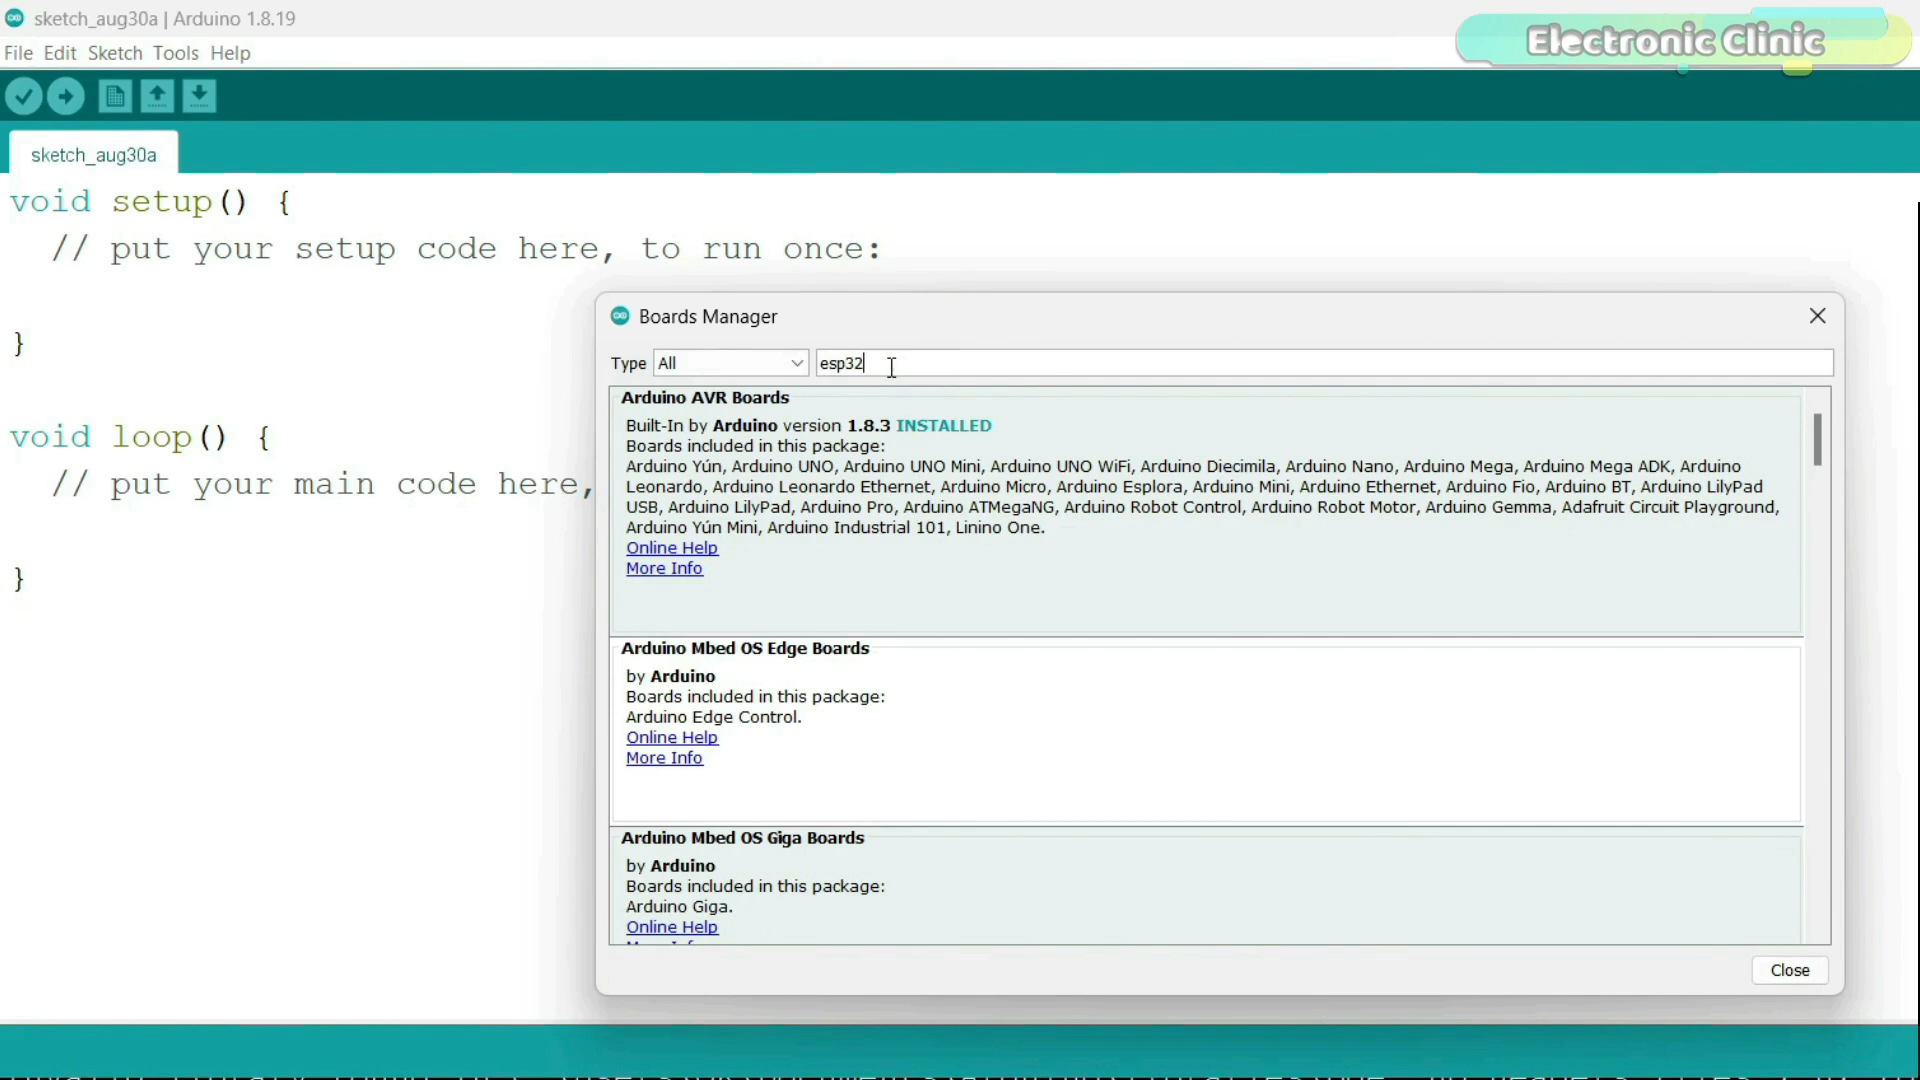 sketch_aug30a | Arduino 1.8.19
Electronic Clinic
File Edit Sketch Tools Help
sketch_aug30a
void setup() {
// put your setup code here, to run once:
}
void loop() {
// put your main code here,
}
Boards Manager
Type All esp32
Arduino AVR Boards
Built-In by Arduino version 1.8.3 INSTALLED
Boards included in this package:
Arduino Yún, Arduino UNO, Arduino UNO Mini, Arduino UNO WiFi, Arduino Diecimila, Arduino Nano, Arduino Mega, Arduino Mega ADK, Arduino
Leonardo, Arduino Leonardo Ethernet, Arduino Micro, Arduino Esplora, Arduino Mini, Arduino Ethernet, Arduino Fio, Arduino BT, Arduino LilyPad
USB, Arduino LilyPad, Arduino Pro, Arduino ATMegaNG, Arduino Robot Control, Arduino Robot Motor, Arduino Gemma, Adafruit Circuit Playground,
Arduino Yún Mini, Arduino Industrial 101, Linino One.
Online Help
More Info
Arduino Mbed OS Edge Boards
by Arduino
Boards included in this package:
Arduino Edge Control.
Online Help
More Info
Arduino Mbed OS Giga Boards
by Arduino
Boards included in this package:
Arduino Giga.
Online Help
Close